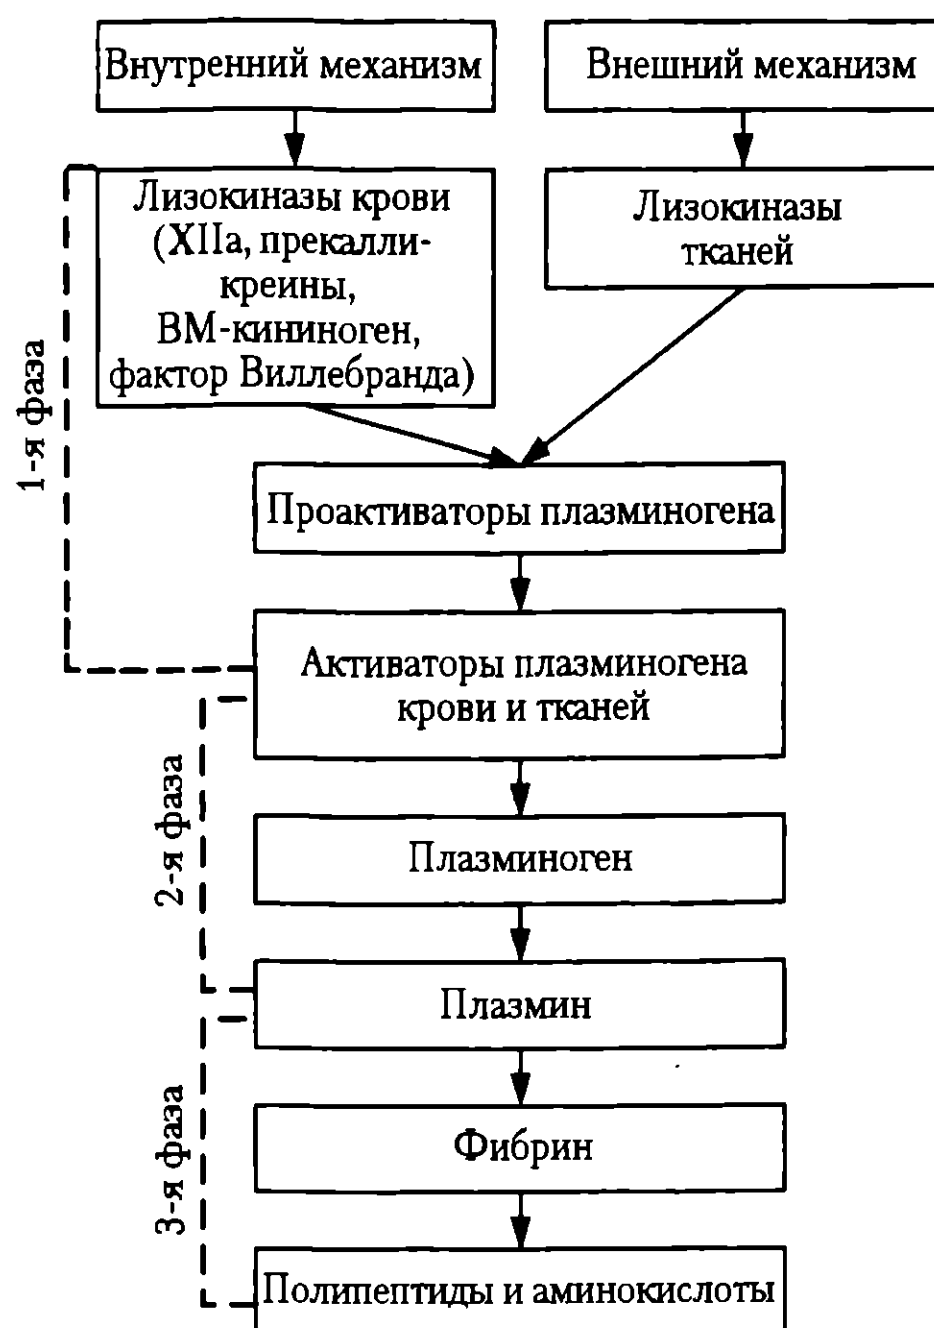 Внутренний механизм
Внешний механизм
Лизокиназы крови
(XIIа, прекалли-
креины,
ВМ-кининоген,
фактор Виллебранда)
Лизокиназы
тканей
1-я фаза
Проактиваторы плазминогена
Активаторы плазминогена
крови и тканей
2-я фаза
Плазминоген
Плазмин
3-я фаза
Фибрин
Полипептиды и аминокислоты